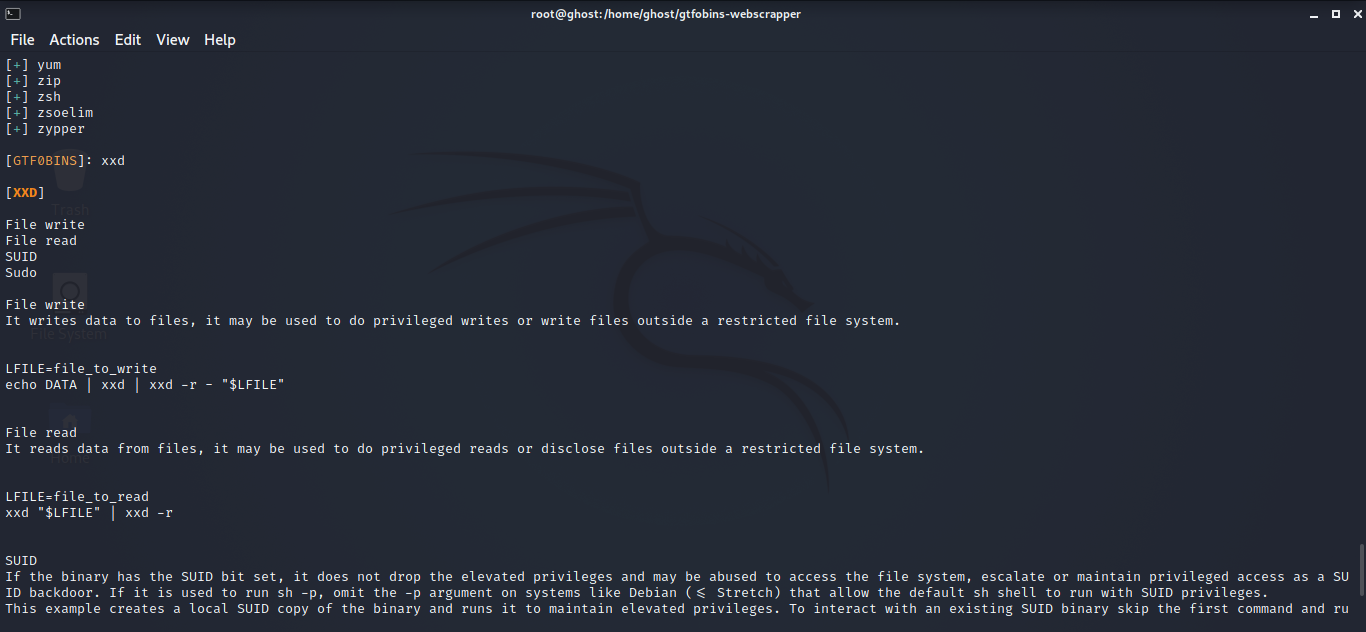 root@ghost:/home/ghost/gtfobins-webscrapper
File Actions Edit View Help
[+] yum
[+] zip
[+] zsh
[+] zsoelim
[+] zypper
[GTF0BINS]: xxd
[XXD]
Trash
File write
File read
SUID
Sudo
File write
It writes data to files, it may be used to do privileged writes or write files outside a restricted file system.
File System
LFILE=file_to_write
echo DATA | xxd | xxd -r - "$LFILE"
File read
It reads data from files, it may be used to do privileged reads or disclose files outside a restricted file system.
Home
LFILE=file_to_read
xxd "$LFILE" | xxd -r
SUID
If the binary has the SUID bit set, it does not drop the elevated privileges and may be abused to access the file system, escalate or maintain privileged access as a SU
ID backdoor. If it is used to run sh -p, omit the -p argument on systems like Debian (⩽ Stretch) that allow the default sh shell to run with SUID privileges.
This example creates a local SUID copy of the binary and runs it to maintain elevated privileges. To interact with an existing SUID binary skip the first command and ru